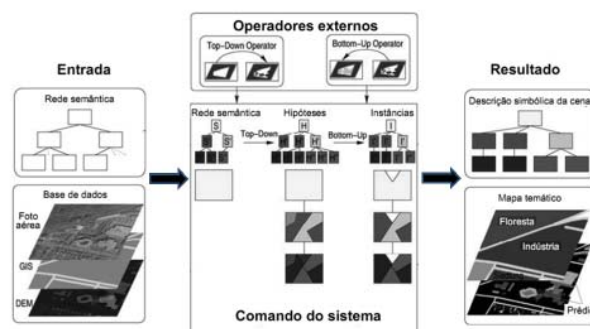 Operadores externos
Top-Down Operator
Bottom-Up Operator
Entrada
Rede semântica
Base de dados
Foto
aérea
GIS
DEM
Rede semântica
Hipóteses
Instâncias
S
Top-Down
H
Bottom-Up
I
Comando do sistema
Resultado
Descrição simbólica da cena
Mapa temático
Floresta
Indústria